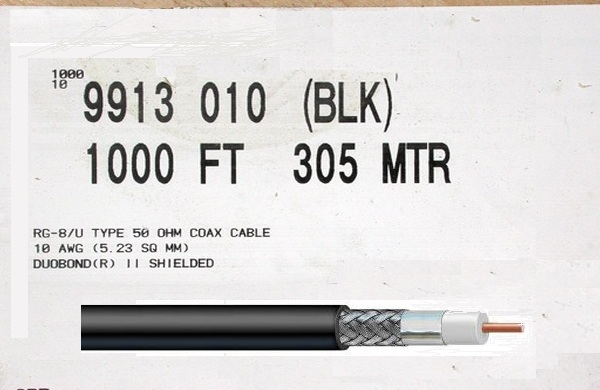 1000
10
9913 010 (BLK)
1000 FT 305 MTR
RG-8/U TYPE 50 OHM COAX CABLE
10 AWG (5.23 SQ MM)
DUOBOND(R) II SHIELDED